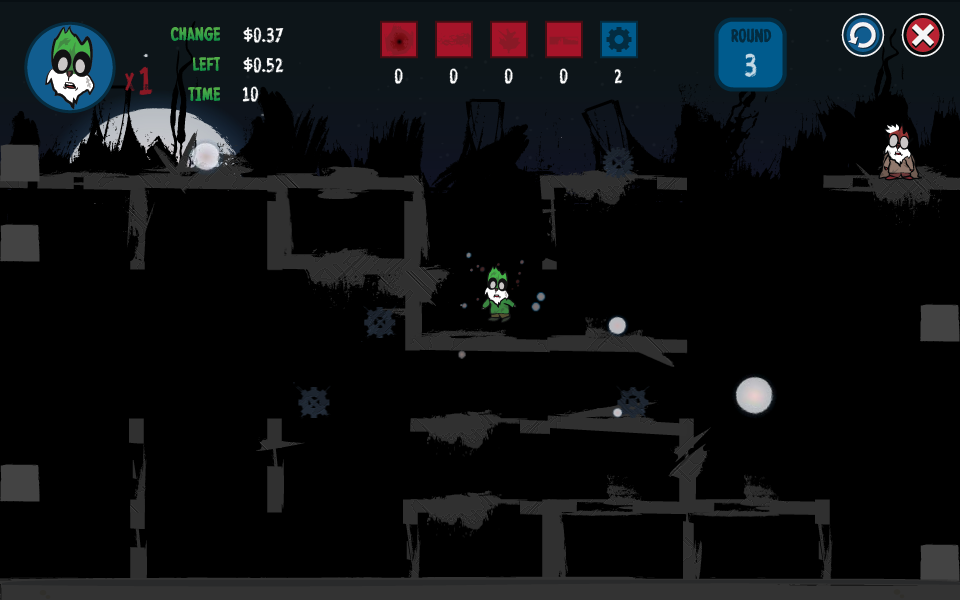 CHANGE $0.37
LEFT $0.52
TIME 10
x1
0 0 0 0 2
ROUND
3